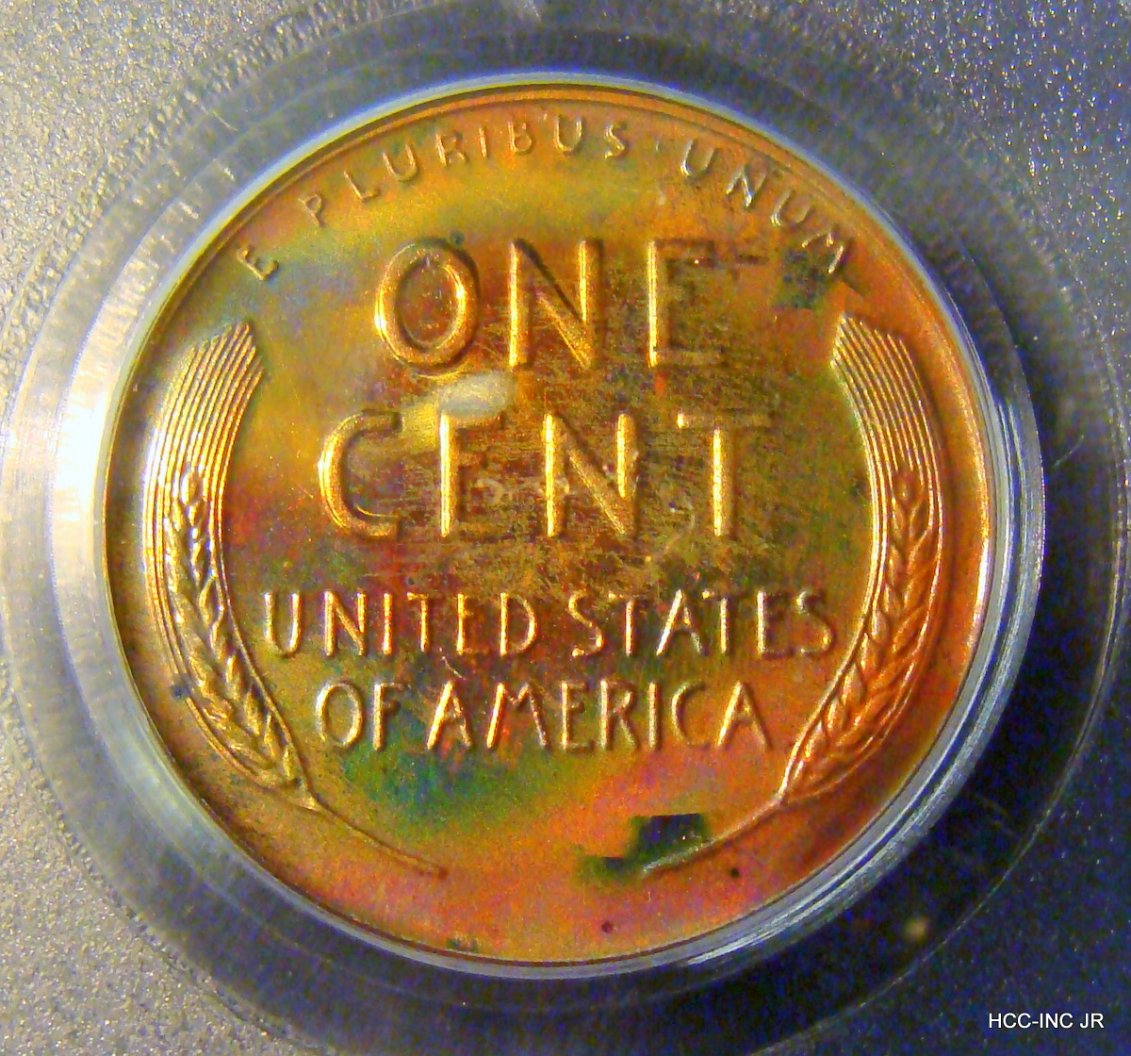 E PLURIBUS · UNUM
ONE
CENT
UNITED STATES
OF AMERICA
HCC-INC JR